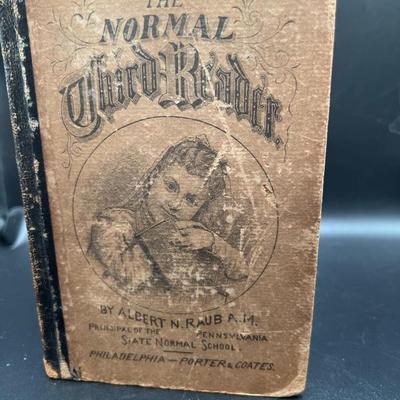 THE
NORMAL
Third Reader.
BY ALBERT N. RAUB A.M.
PRINCIPAL OF THE PENNSYLVANIA
STATE NORMAL SCHOOL.
PHILADELPHIA — PORTER & COATES.